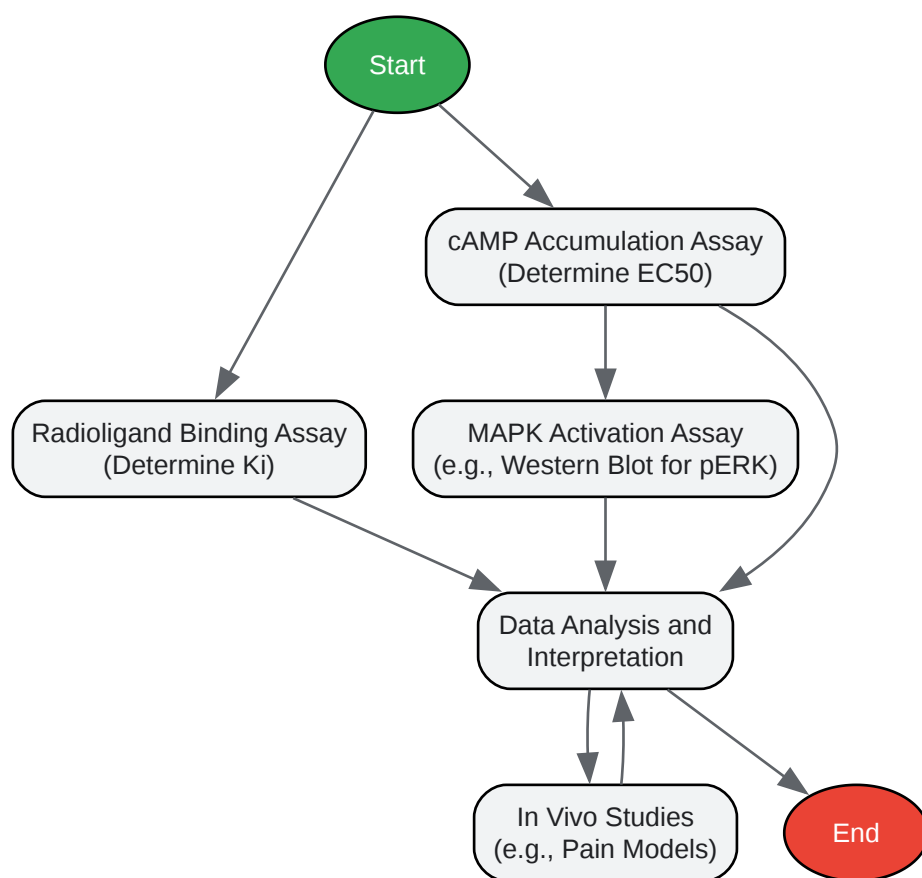 Start
cAMP Accumulation Assay
(Determine EC50)
Radioligand Binding Assay
(Determine Ki)
MAPK Activation Assay
(e.g., Western Blot for pERK)
Data Analysis and
Interpretation
In Vivo Studies
(e.g., Pain Models)
End